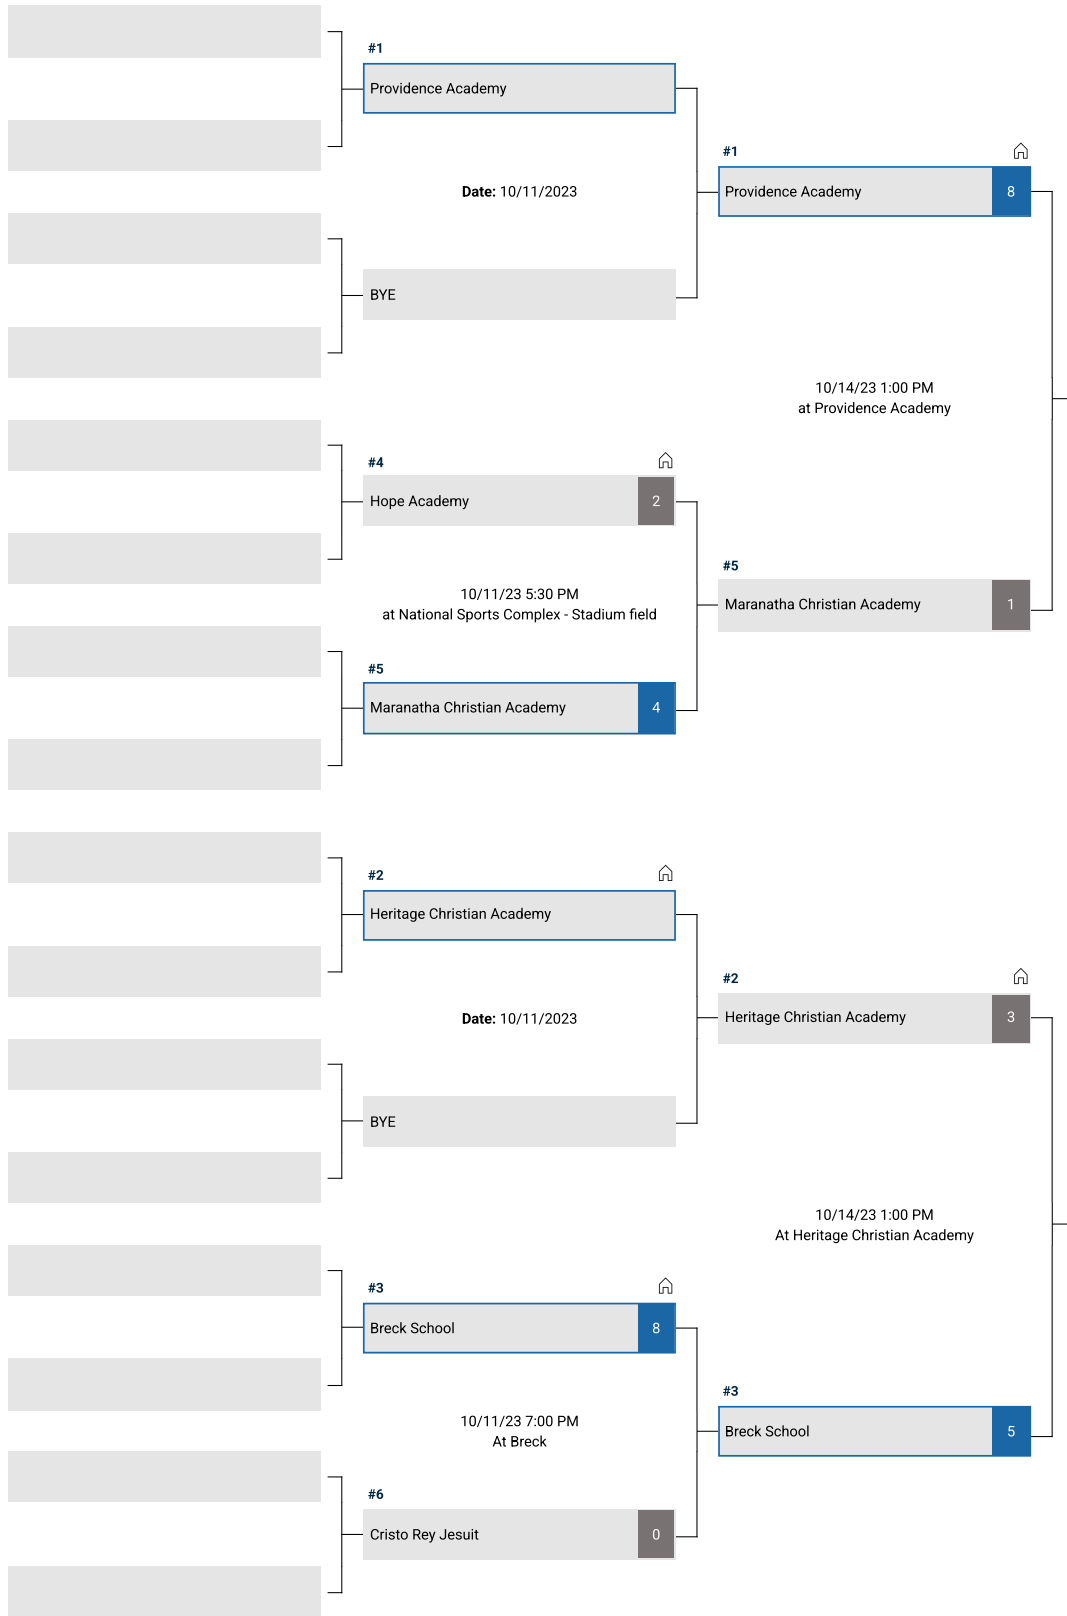 #1
Providence Academy
Date: 10/11/2023
BYE
#1
Providence Academy 8
10/14/23 1:00 PM
at Providence Academy
#4
Hope Academy 2
10/11/23 5:30 PM
at National Sports Complex - Stadium field
#5
Maranatha Christian Academy 4
#5
Maranatha Christian Academy 1
#2
Heritage Christian Academy
Date: 10/11/2023
BYE
#2
Heritage Christian Academy 3
10/14/23 1:00 PM
At Heritage Christian Academy
#3
Breck School 8
10/11/23 7:00 PM
At Breck
#6
Cristo Rey Jesuit 0
#3
Breck School 5